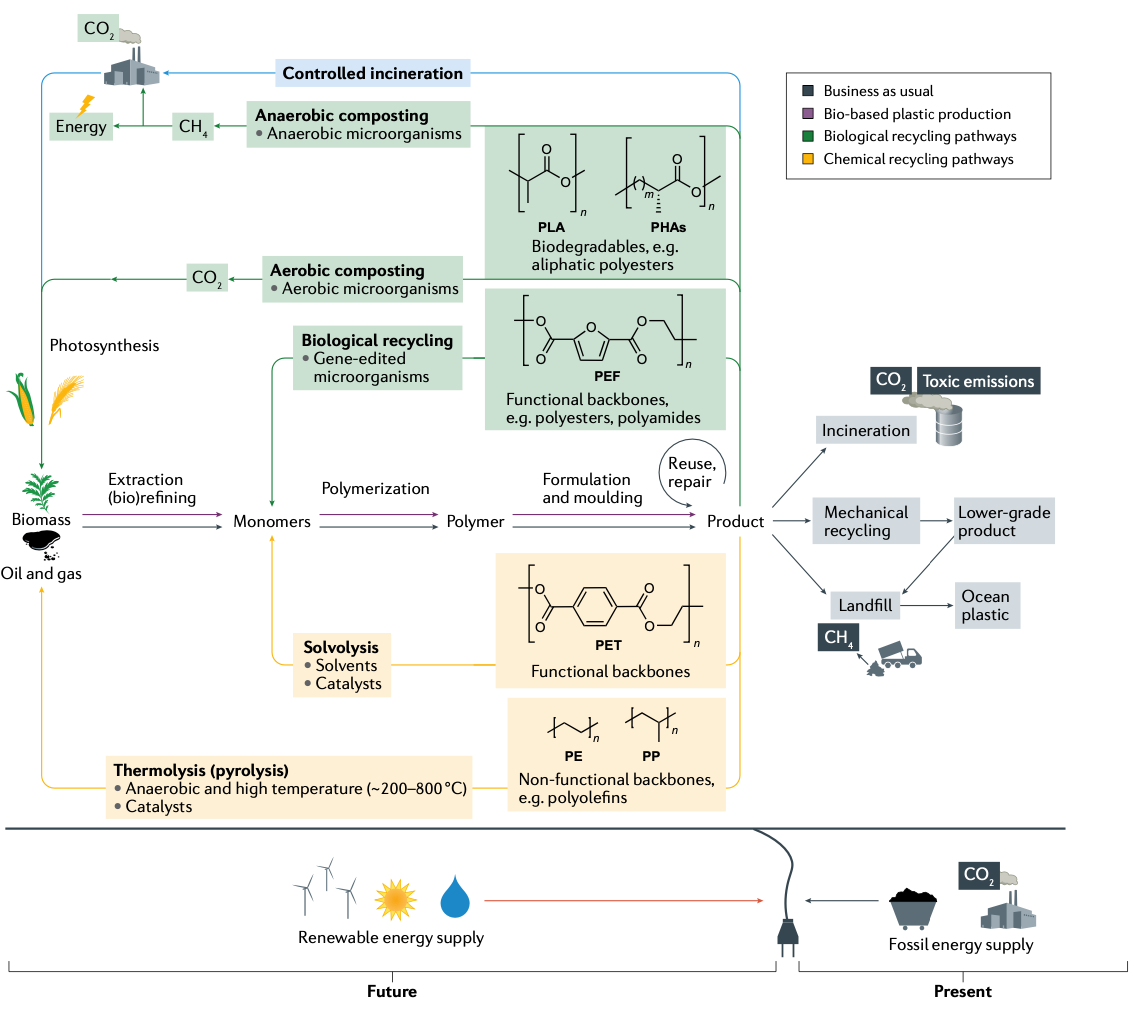 CO2
Controlled incineration
Business as usual
Bio-based plastic production
Biological recycling pathways
Chemical recycling pathways
Energy
CH4
Anaerobic composting
• Anaerobic microorganisms
O
O
n
PLA
m
O
O
n
PHAs
Biodegradables, e.g.
aliphatic polyesters
CO2
Aerobic composting
• Aerobic microorganisms
Photosynthesis
Biological recycling
• Gene-edited
microorganisms
O
O
O
O
O
n
PEF
Functional backbones,
e.g. polyesters, polyamides
CO2
Toxic emissions
Incineration
Extraction
(bio)refining
Polymerization
Formulation
and moulding
Reuse,
repair
Biomass
Monomers
Polymer
Product
Mechanical
recycling
Lower-grade
product
Oil and gas
Landfill
Ocean
plastic
CH4
O
O
O
O
n
PET
Functional backbones
Solvolysis
• Solvents
• Catalysts
n
PE
n
PP
Non-functional backbones,
e.g. polyolefins
Thermolysis (pyrolysis)
• Anaerobic and high temperature (~200–800 °C)
• Catalysts
Renewable energy supply
CO2
Fossil energy supply
Future
Present